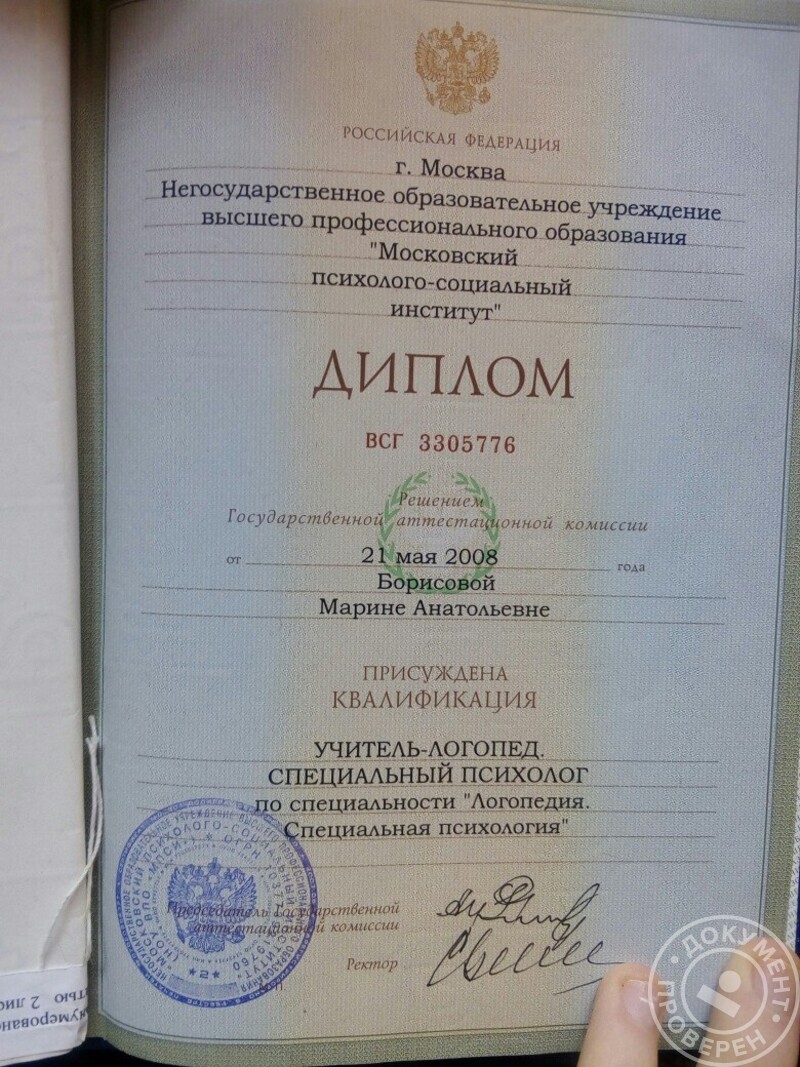 РОССИЙСКАЯ ФЕДЕРАЦИЯ
г. Москва
Негосударственное образовательное учреждение
высшего профессионального образования
"Московский
психолого-социальный
институт"
ДИПЛОМ
ВСГ 3305776
Решением
Государственной аттестационной комиссии
от 21 мая 2008 года
Борисовой
Марине Анатольевне
ПРИСУЖДЕНА
КВАЛИФИКАЦИЯ
УЧИТЕЛЬ-ЛОГОПЕД.
СПЕЦИАЛЬНЫЙ ПСИХОЛОГ
по специальности "Логопедия.
Специальная психология"
Председатель Государственной
аттестационной комиссии
Ректор
*2*
ДОКУМЕНТ
ПРОВЕРЕН